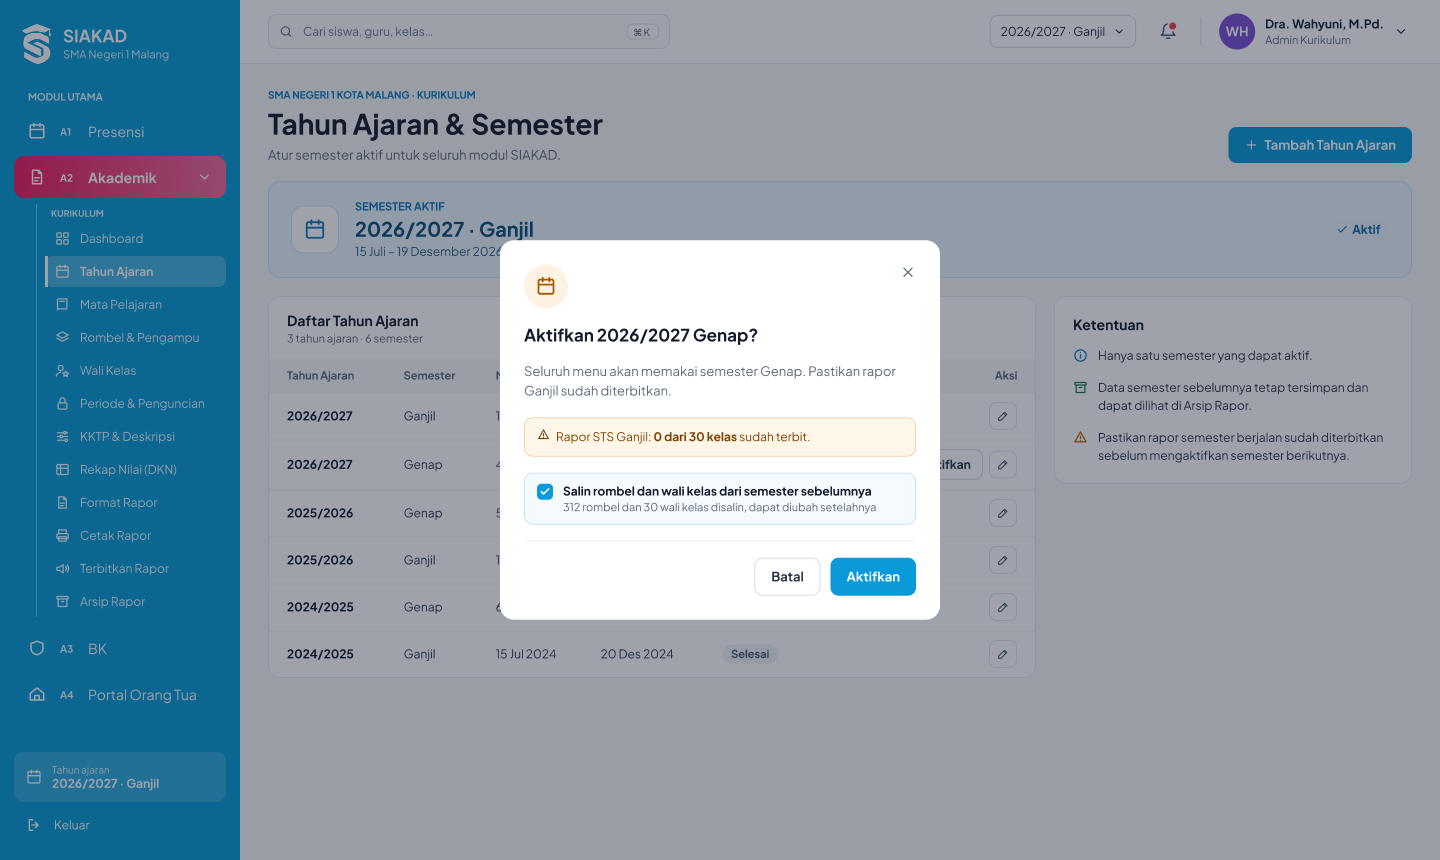 SIAKAD
SMA Negeri 1 Malang
MODUL UTAMA
A1 Presensi
A2 Akademik
KURIKULUM
Dashboard
Tahun Ajaran
Mata Pelajaran
Rombel & Pengampu
Wali Kelas
Periode & Penguncian
KKTP & Deskripsi
Rekap Nilai (DKN)
Format Rapor
Cetak Rapor
Terbitkan Rapor
Arsip Rapor
A3 BK
A4 Portal Orang Tua
Tahun ajaran
2026/2027 · Ganjil
Keluar
Cari siswa, guru, kelas...
⌘K
2026/2027 · Ganjil
WH
Dra. Wahyuni, M.Pd.
Admin Kurikulum
SMA NEGERI 1 KOTA MALANG · KURIKULUM
Tahun Ajaran & Semester
Atur semester aktif untuk seluruh modul SIAKAD.
+ Tambah Tahun Ajaran
SEMESTER AKTIF
2026/2027 · Ganjil
15 Juli – 19 Desember 2026
Aktif
Daftar Tahun Ajaran
3 tahun ajaran · 6 semester
Tahun Ajaran Semester Aksi
2026/2027 Ganjil
2026/2027 Genap
2025/2026 Genap
2025/2026 Ganjil
2024/2025 Genap
2024/2025 Ganjil 15 Jul 2024 20 Des 2024 Selesai
Ketentuan
Hanya satu semester yang dapat aktif.
Data semester sebelumnya tetap tersimpan dan
dapat dilihat di Arsip Rapor.
Pastikan rapor semester berjalan sudah diterbitkan
sebelum mengaktifkan semester berikutnya.
Aktifkan 2026/2027 Genap?
Seluruh menu akan memakai semester Genap. Pastikan rapor
Ganjil sudah diterbitkan.
Rapor STS Ganjil: 0 dari 30 kelas sudah terbit.
Salin rombel dan wali kelas dari semester sebelumnya
312 rombel dan 30 wali kelas disalin, dapat diubah setelahnya
Batal
Aktifkan